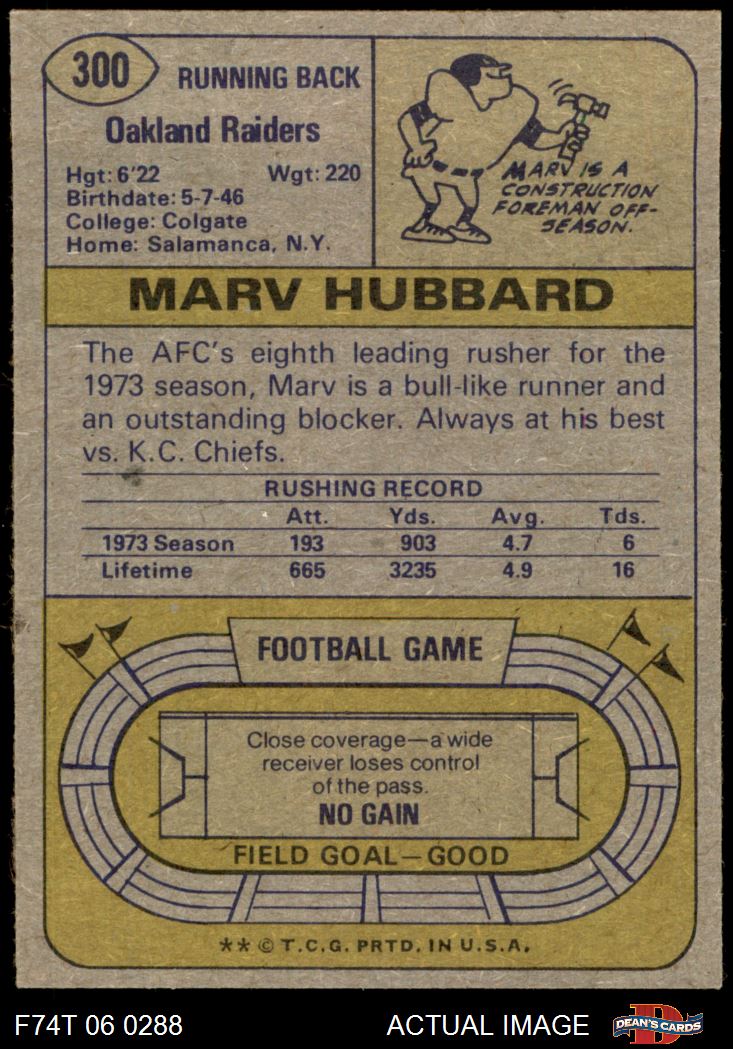 300
RUNNING BACK
Oakland Raiders
Hgt: 6'22 Wgt: 220
Birthdate: 5-7-46
College: Colgate
Home: Salamanca, N.Y.
MARV IS A
CONSTRUCTION
FOREMAN OFF-
SEASON.
MARV HUBBARD
The AFC's eighth leading rusher for the
1973 season, Marv is a bull-like runner and
an outstanding blocker. Always at his best
vs. K.C. Chiefs.
RUSHING RECORD
Att. Yds. Avg. Tds.
1973 Season 193 903 4.7 6
Lifetime 665 3235 4.9 16
FOOTBALL GAME
Close coverage—a wide
receiver loses control
of the pass.
NO GAIN
FIELD GOAL—GOOD
** © T.C.G. PRTD. IN U.S.A.
F74T 06 0288 ACTUAL IMAGE DEAN'S CARDS